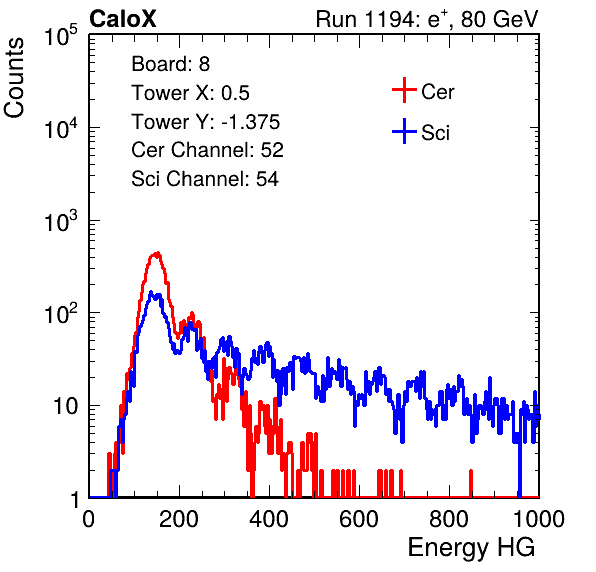 CaloX Run 1194: e⁺, 80 GeV
Counts
Board: 8
Tower X: 0.5
Tower Y: -1.375
Cer Channel: 52
Sci Channel: 54
Cer
Sci
10⁵
10⁴
10³
10²
10
1
0 200 400 600 800 1000
Energy HG